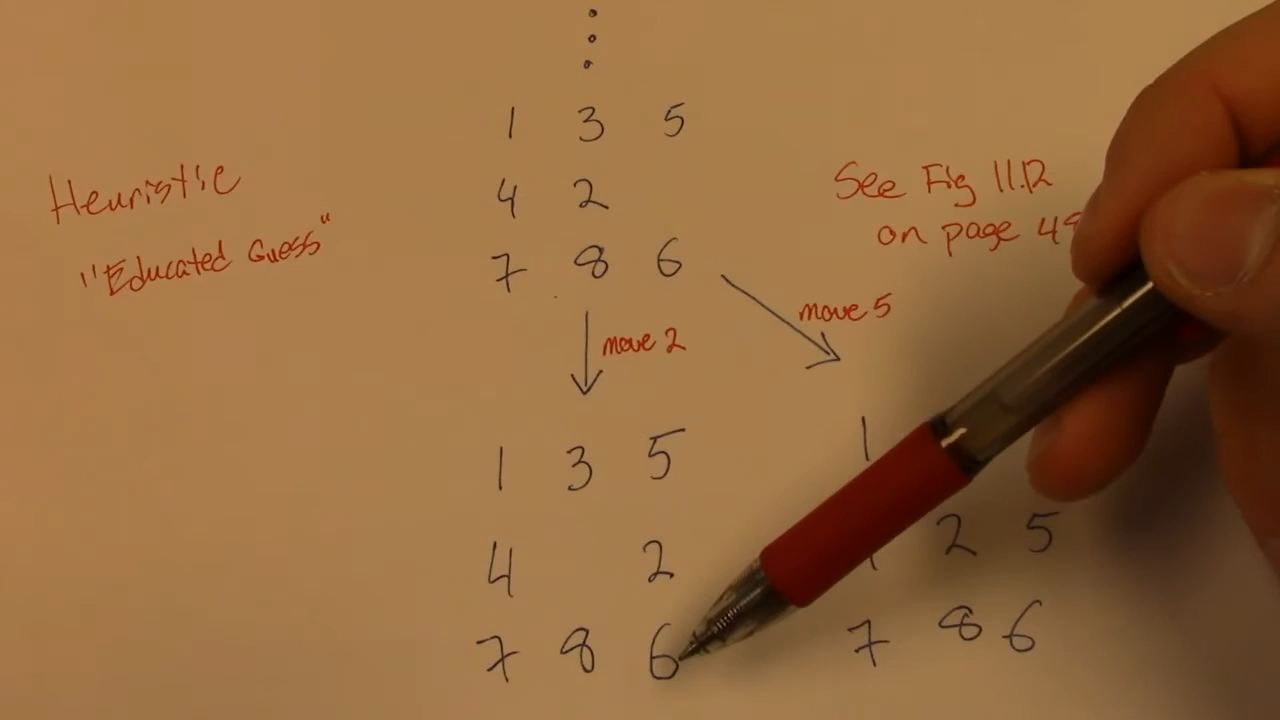 Heuristic
"Educated Guess"
1 3 5
4 2
7 8 6
See Fig 11.12
on page
move 2
move 5
1 3 5
4 2
7 8 6
1
2 5
7 8 6